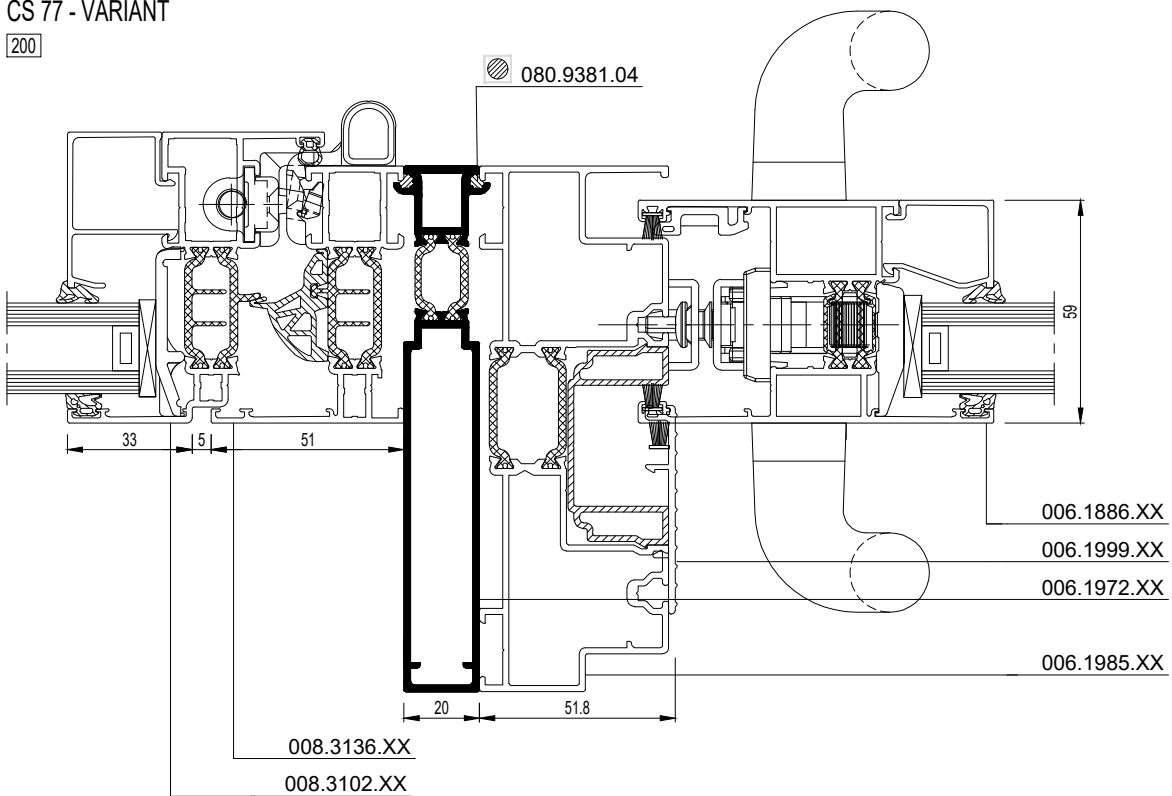 CS 77 - VARIANT
200
080.9381.04
59
33
5
51
006.1886.XX
006.1999.XX
006.1972.XX
006.1985.XX
20
51.8
008.3136.XX
008.3102.XX